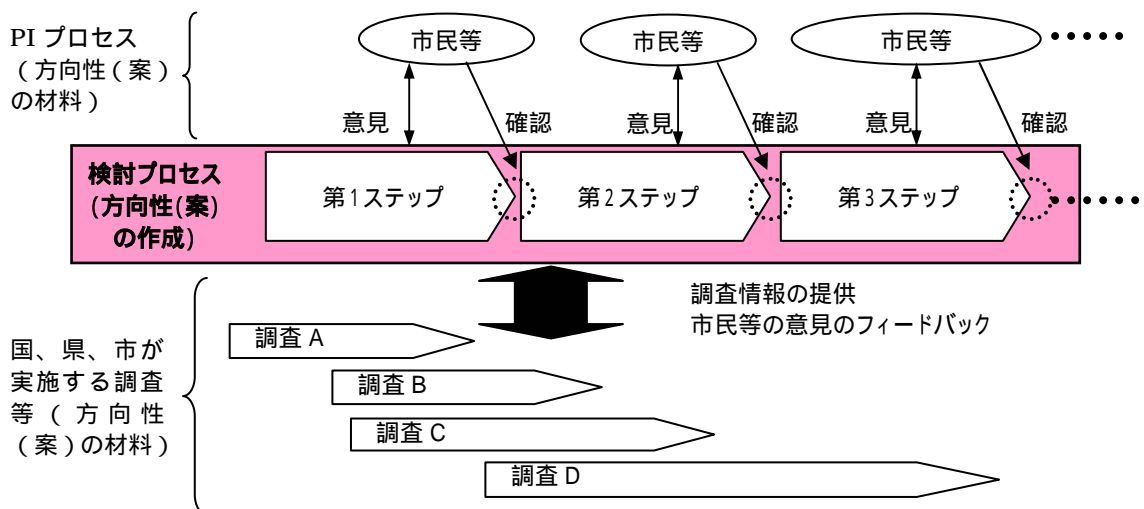 PI プロセス
(方向性(案)
の材料)
市民等
市民等
市民等
意見
確認
意見
確認
意見
確認
検討プロセス
(方向性(案)
の作成)
第1ステップ
第2ステップ
第3ステップ
調査情報の提供
市民等の意見のフィードバック
国、県、市が
実施する調査
等(方向性
(案)の材料)
調査 A
調査 B
調査 C
調査 D